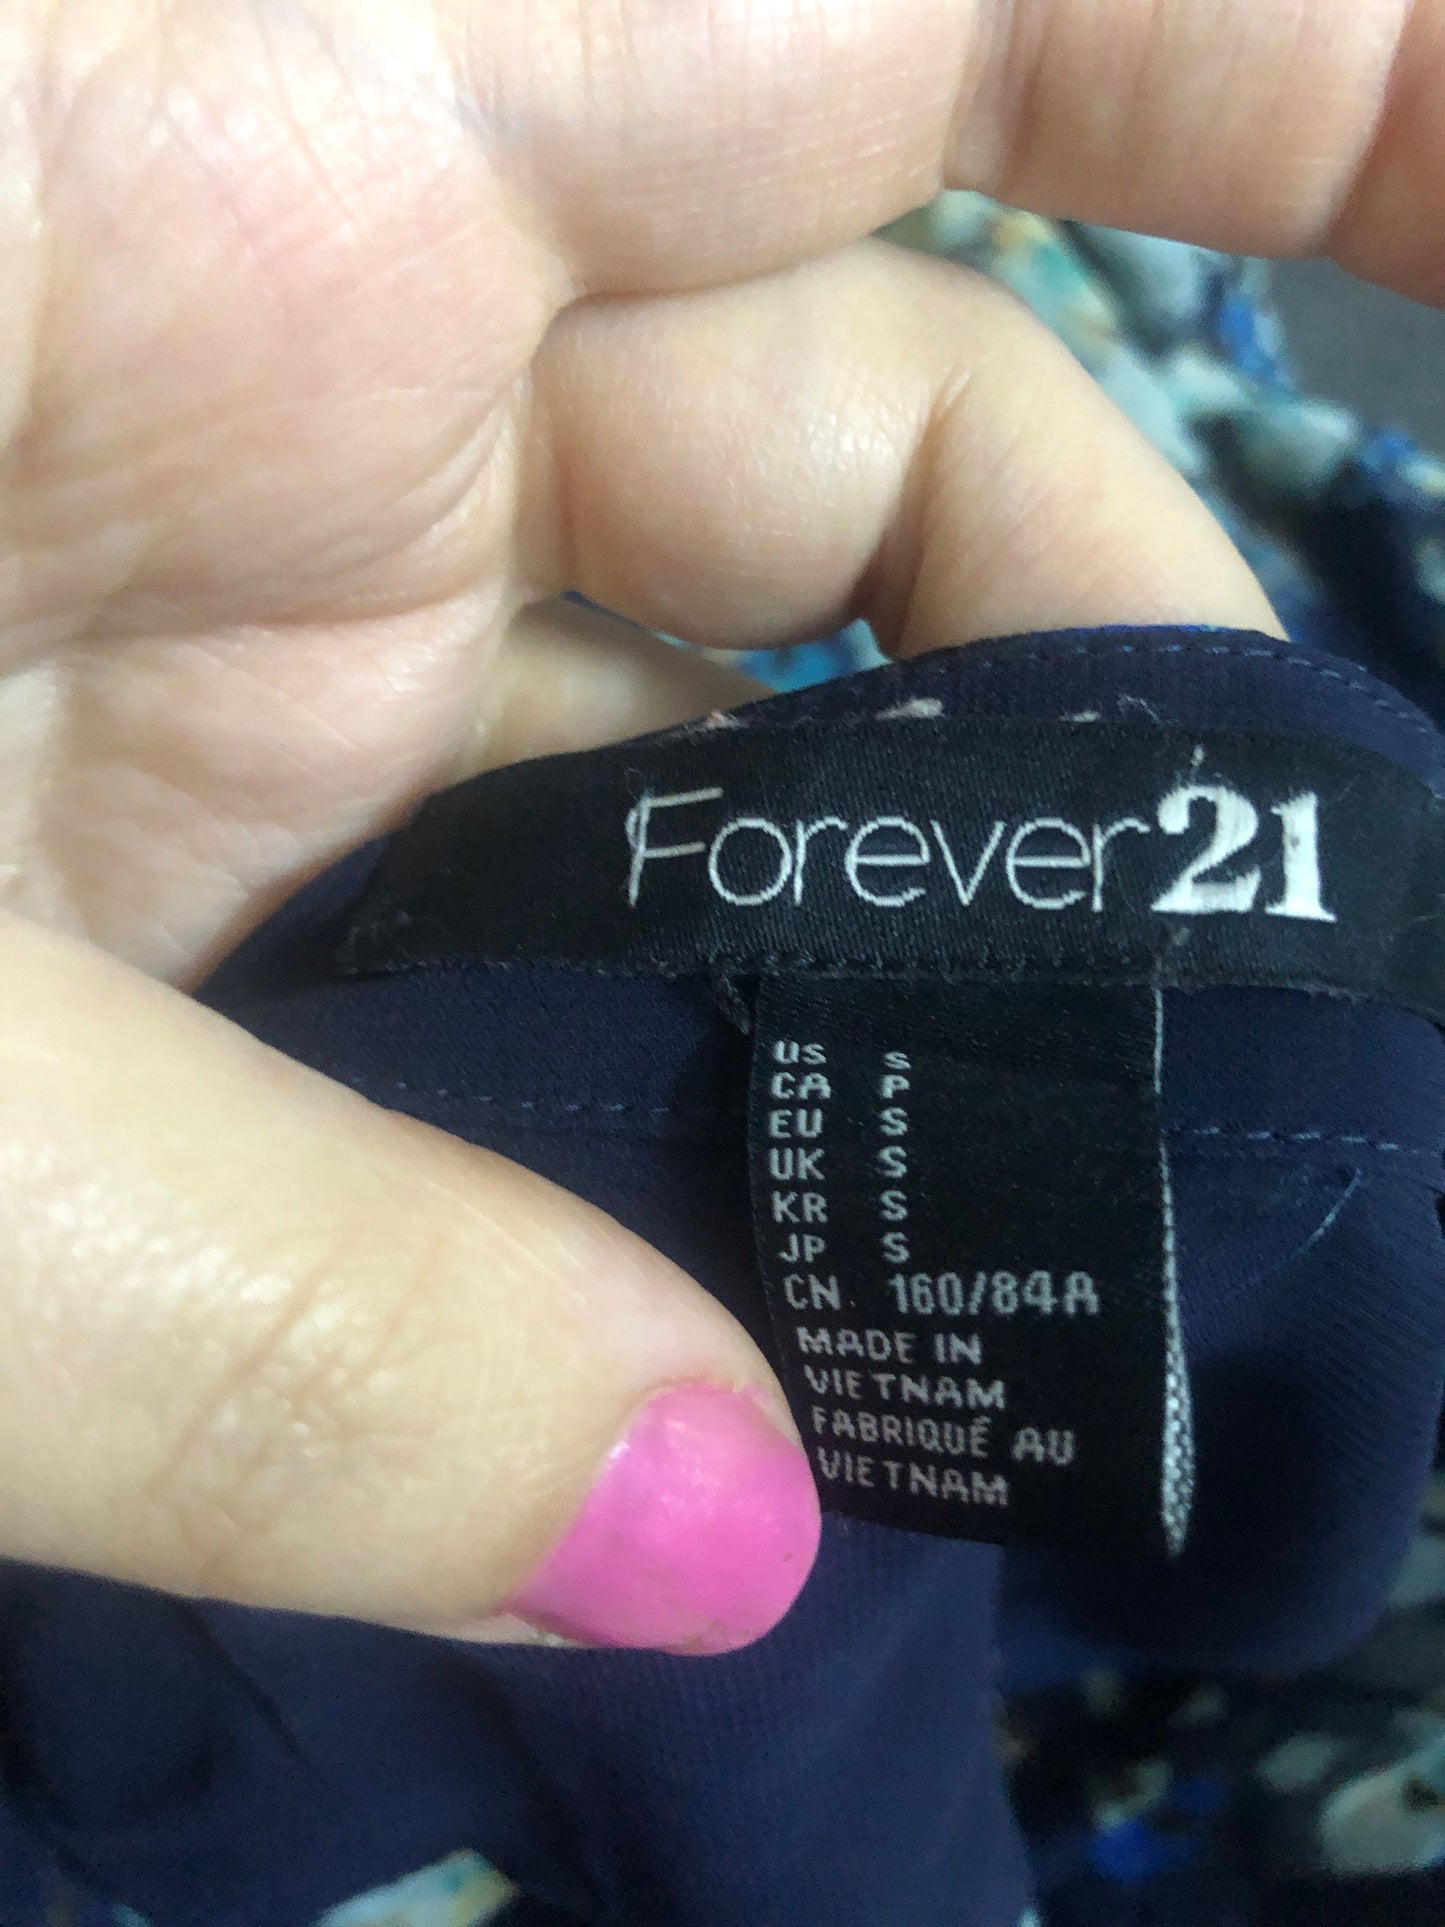 Forever21
US S
CA P
EU S
UK S
KR S
JP S
CN 160/84A
MADE IN
VIETNAM
FABRIQUÉ AU
VIETNAM